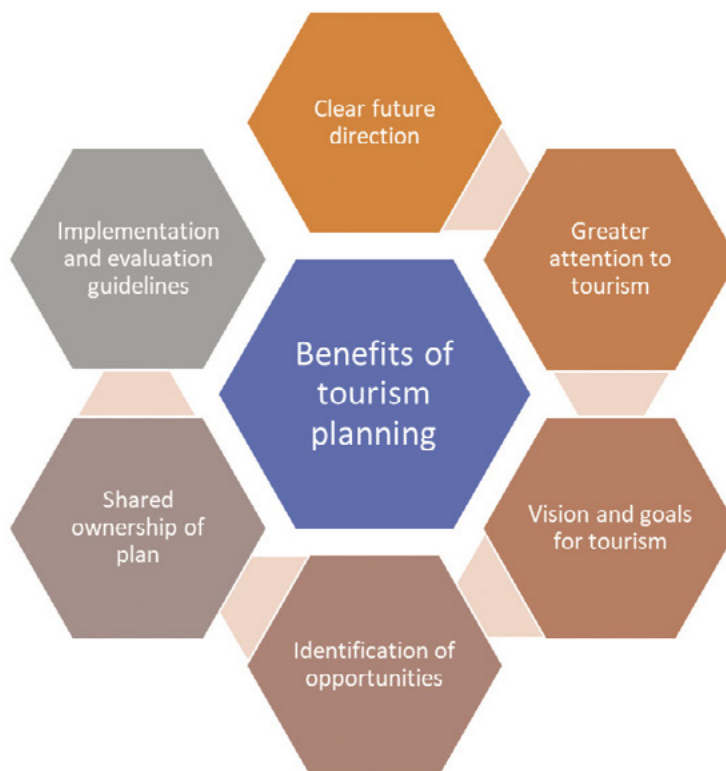 Clear future
direction
Greater
attention to
tourism
Vision and goals
for tourism
Identification of
opportunities
Shared
ownership of
plan
Implementation
and evaluation
guidelines
Benefits of
tourism
planning